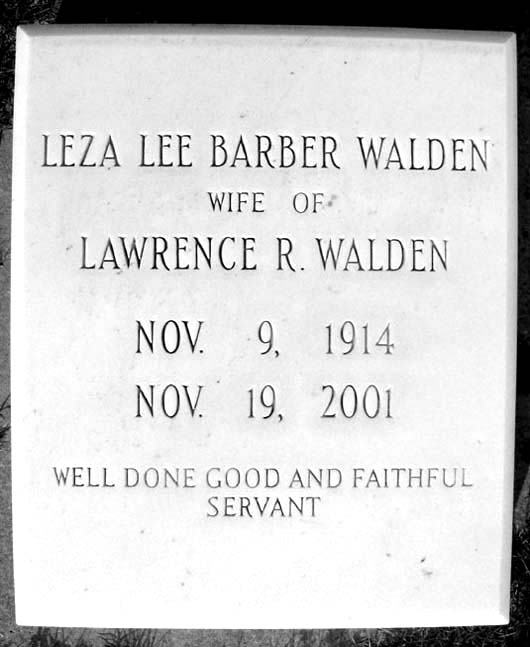 LEZA LEE BARBER WALDEN
WIFE OF
LAWRENCE R. WALDEN
NOV. 9, 1914
NOV. 19, 2001
WELL DONE GOOD AND FAITHFUL
SERVANT